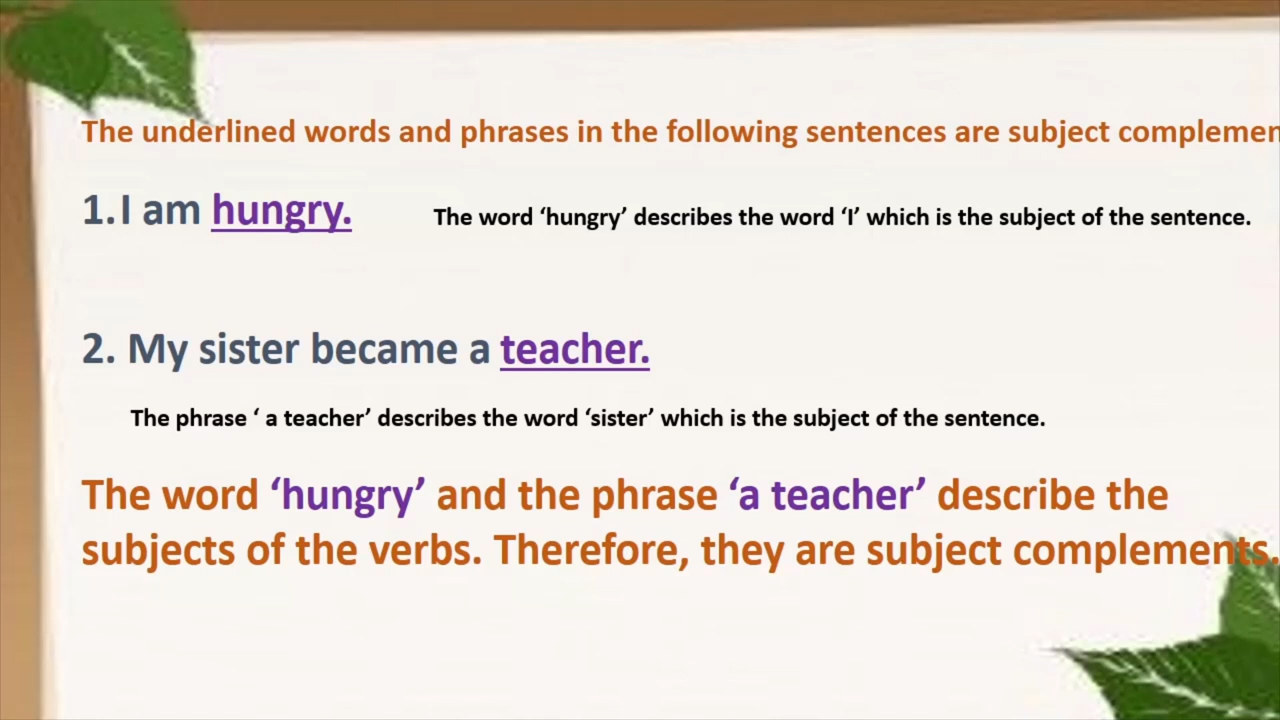 The underlined words and phrases in the following sentences are subject complemen
1. I am hungry. The word ‘hungry’ describes the word ‘I’ which is the subject of the sentence.
2. My sister became a teacher.
The phrase ‘ a teacher’ describes the word ‘sister’ which is the subject of the sentence.
The word ‘hungry’ and the phrase ‘a teacher’ describe the
subjects of the verbs. Therefore, they are subject complements.